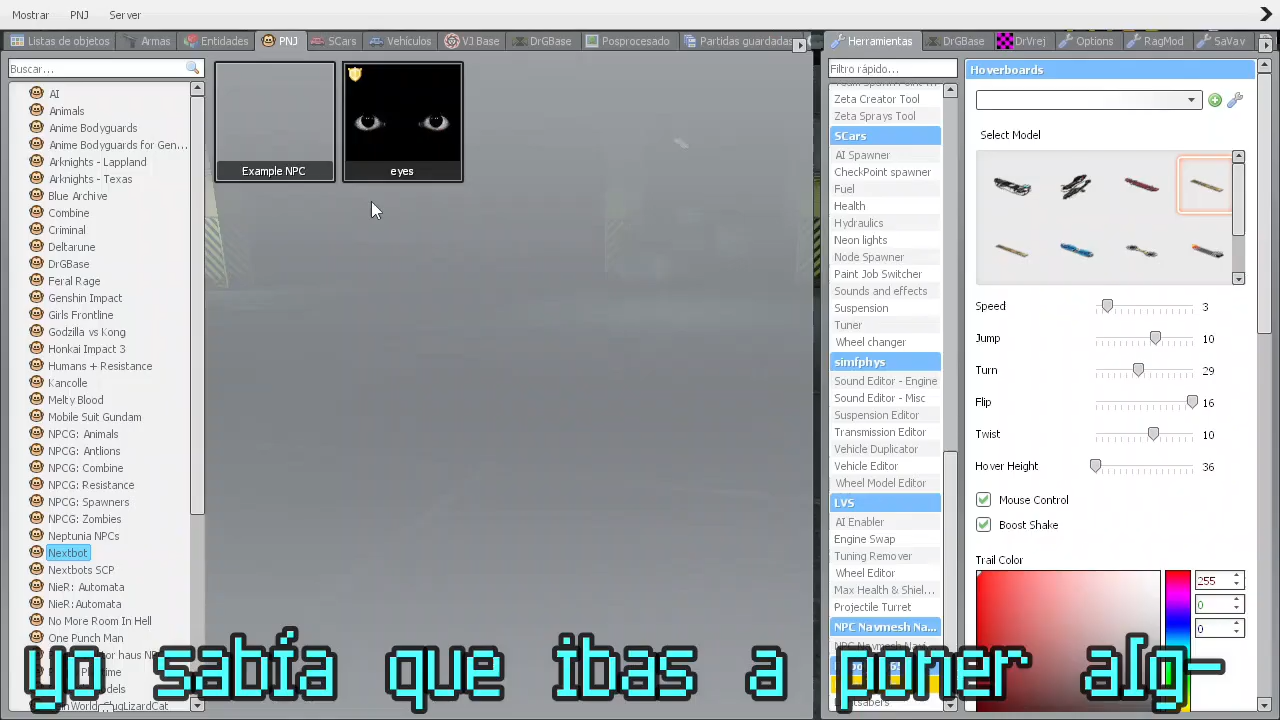 Mostrar PNJ Server
Listas de objetos Armas Entidades PNJ SCars Vehículos VJ Base DrGBase Posprocesado Partidas guardadas
Herramientas DrGBase DrVrej Options RagMod SaVav
Buscar...
AI
Animals
Anime Bodyguards
Anime Bodyguards for Gen...
Arknights - Lappland
Arknights - Texas
Blue Archive
Combine
Criminal
Deltarune
DrGBase
Feral Rage
Genshin Impact
Girls Frontline
Godzilla vs Kong
Honkai Impact 3
Humans + Resistance
Kancolle
Melty Blood
Mobile Suit Gundam
NPCG: Animals
NPCG: Antlions
NPCG: Combine
NPCG: Resistance
NPCG: Spawners
NPCG: Zombies
Neptunia NPCs
Nextbot
Nextbots SCP
NieR: Automata
NieR:Automata
No More Room In Hell
One Punch Man
Example NPC
eyes
Filtro rápido...
Zeta Creator Tool
Zeta Sprays Tool
SCars
AI Spawner
CheckPoint spawner
Fuel
Health
Hydraulics
Neon lights
Node Spawner
Paint Job Switcher
Sounds and effects
Suspension
Tuner
Wheel changer
simfphys
Sound Editor - Engine
Sound Editor - Misc
Suspension Editor
Transmission Editor
Vehicle Duplicator
Vehicle Editor
Wheel Model Editor
LVS
AI Enabler
Engine Swap
Tuning Remover
Wheel Editor
Max Health & Shiel...
Projectile Turret
NPC Navmesh Na...
Hoverboards
Select Model
Speed 3
Jump 10
Turn 29
Flip 16
Twist 10
Hover Height 36
Mouse Control
Boost Shake
Trail Color
255
0
0
yo sabía que ibas a poner alg-